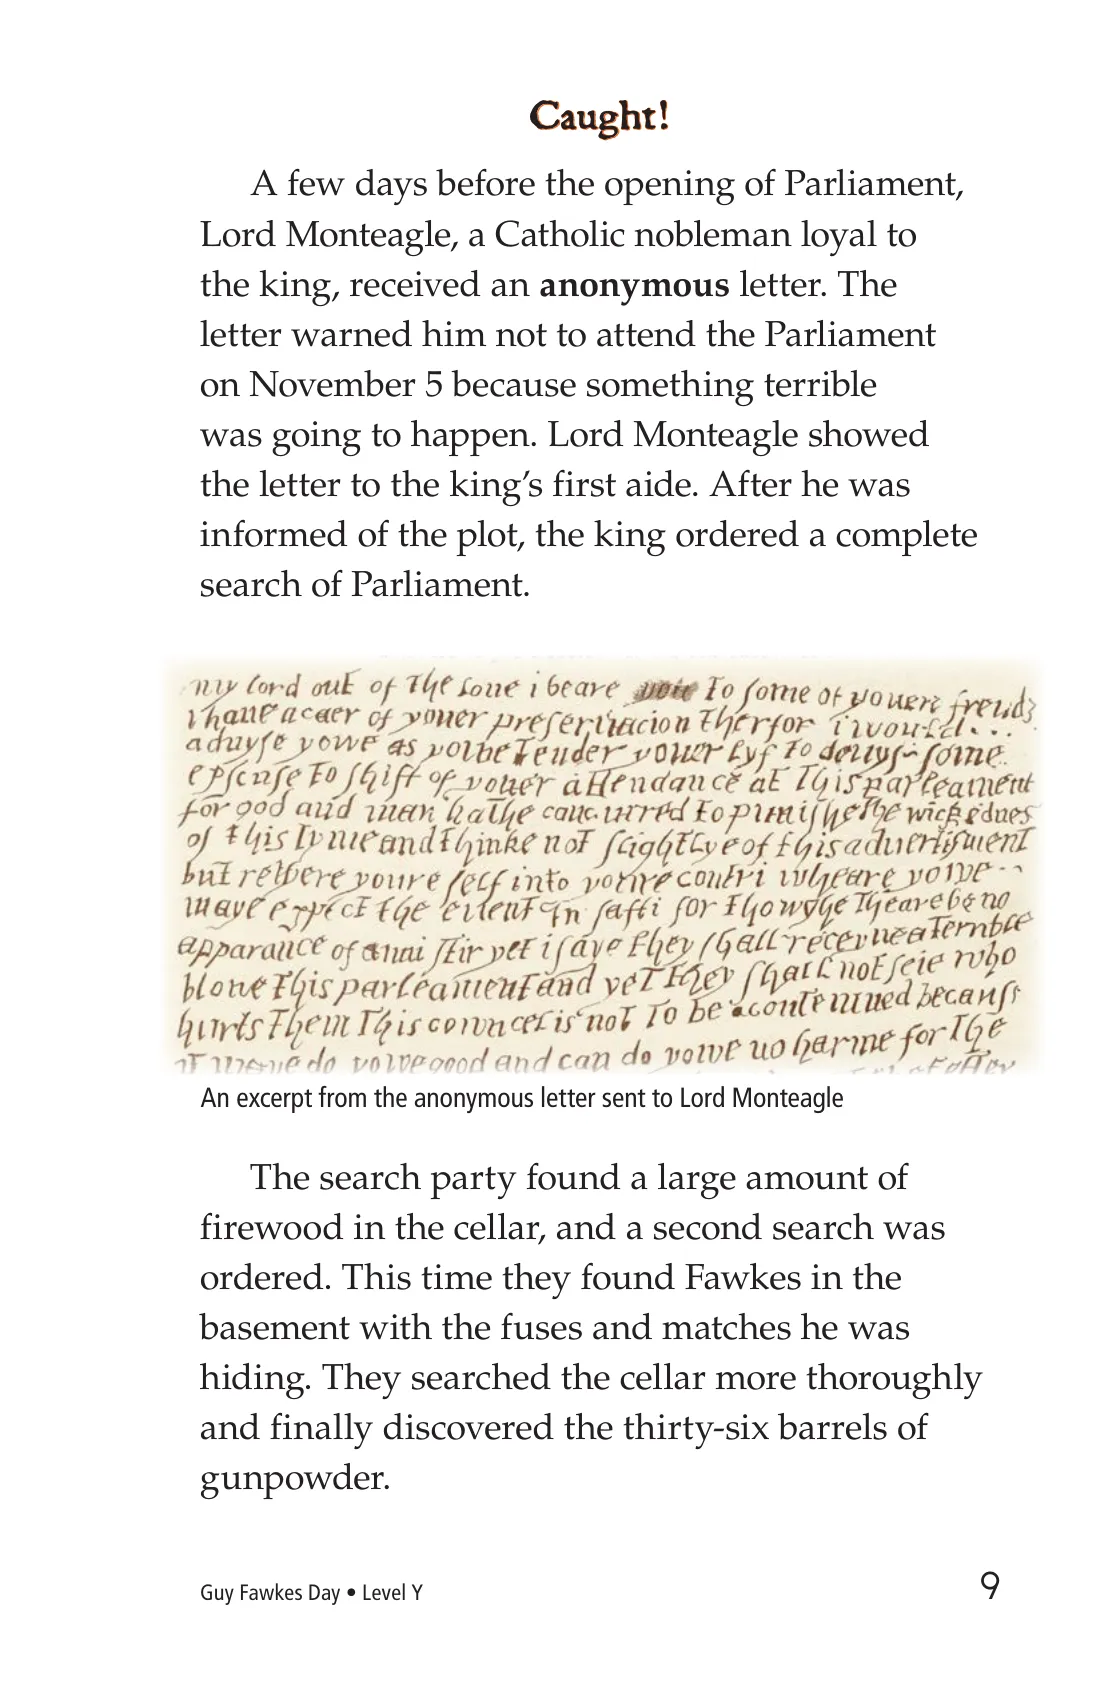 Caught!
A few days before the opening of Parliament,
Lord Monteagle, a Catholic nobleman loyal to
the king, received an anonymous letter. The
letter warned him not to attend the Parliament
on November 5 because something terrible
was going to happen. Lord Monteagle showed
the letter to the king’s first aide. After he was
informed of the plot, the king ordered a complete
search of Parliament.
my lord out of the loue i beare you to some of youere frends
i haue a caer of youer preseruacion therfor i would
aduyse yowe as yowe tender youer lyf to deuys some
epscuse to shift of youer attendance at this parleament
for god and man hathe concurred to punishe the wickednes
of this tyme and thinke not slightlye of this aduertisment
but retyere youre self into youre contri wheare yowe
maye expect the euent in safti for thowghe theare be no
apparance of anni stir yet i saye they shall receyue a terrible
blowe this parleament and yet they shall not seie who
hurts them this cowncel is not to be a contemned because
it maye do yowe good and can do yowe no harme for the
An excerpt from the anonymous letter sent to Lord Monteagle
The search party found a large amount of
firewood in the cellar, and a second search was
ordered. This time they found Fawkes in the
basement with the fuses and matches he was
hiding. They searched the cellar more thoroughly
and finally discovered the thirty-six barrels of
gunpowder.
Guy Fawkes Day • Level Y
9